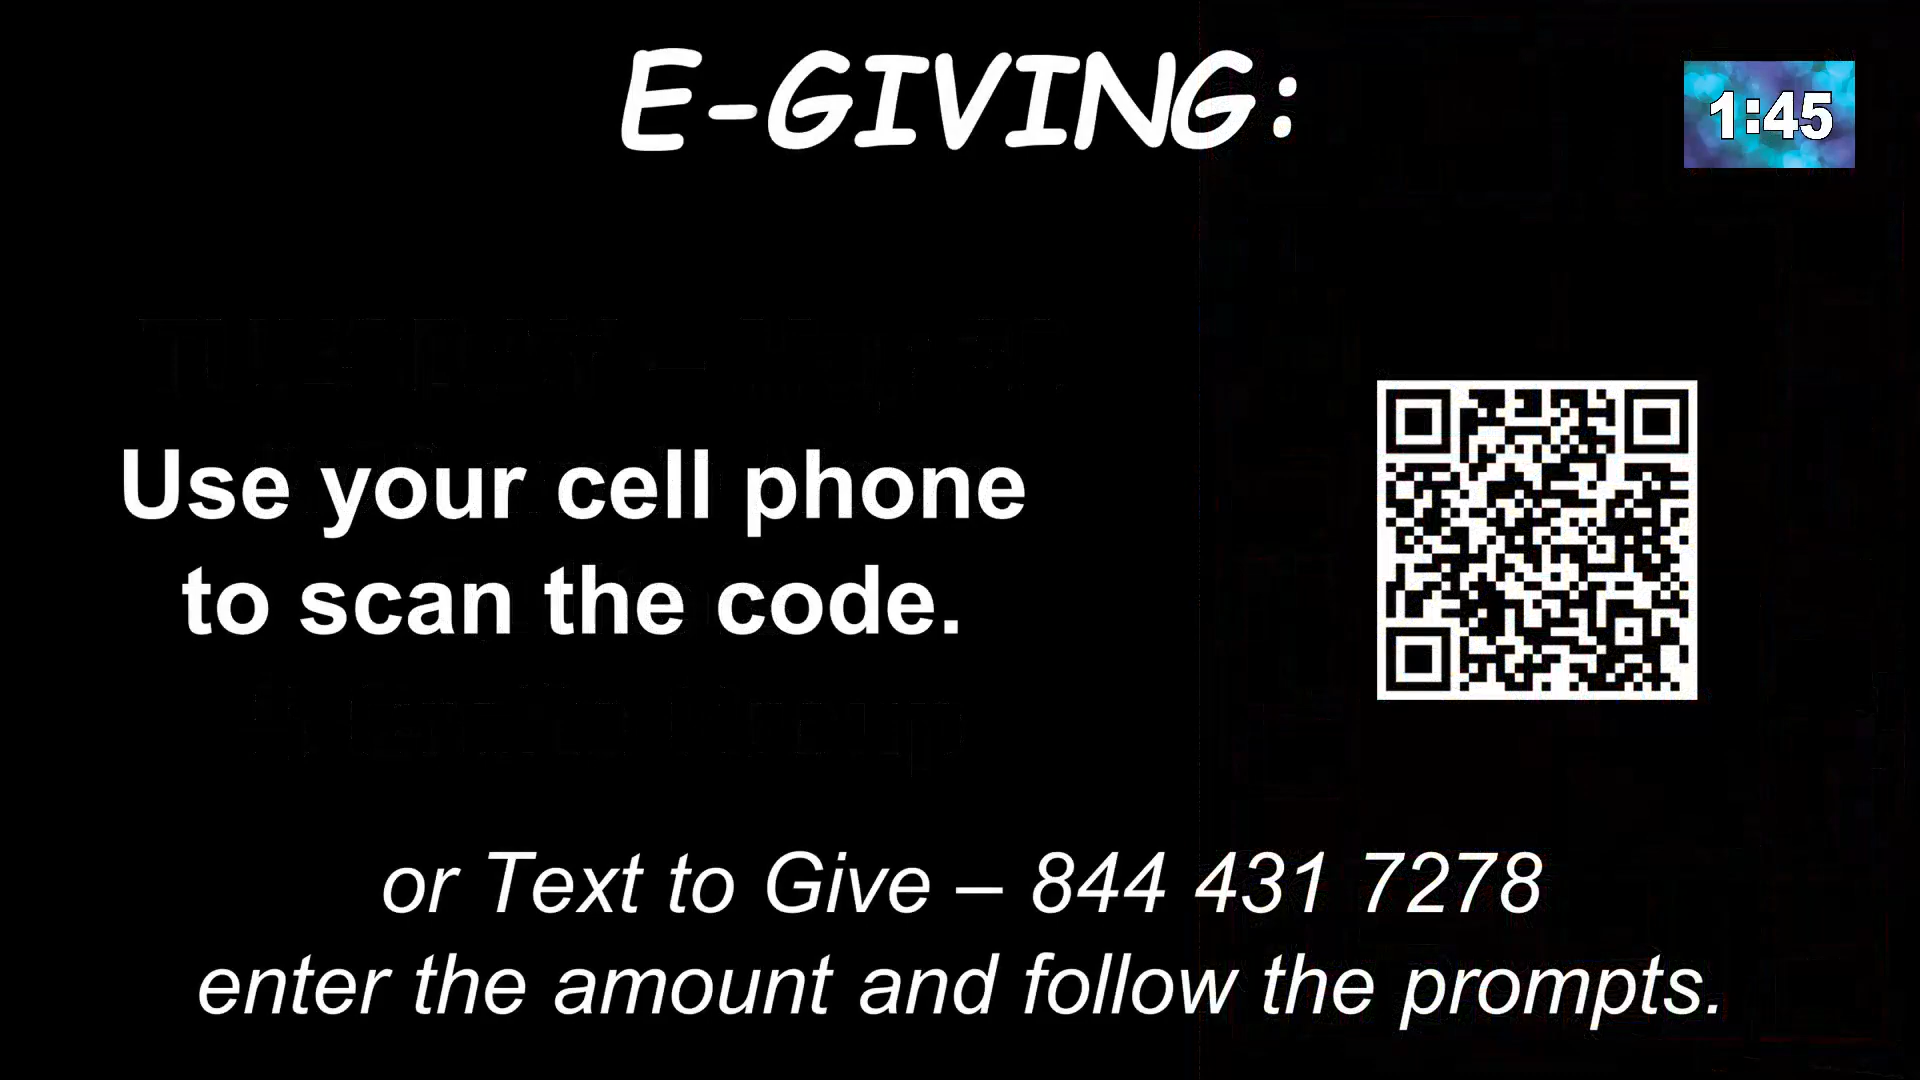 E-GIVING:
1:45
Use your cell phone
to scan the code.
or Text to Give – 844 431 7278
enter the amount and follow the prompts.